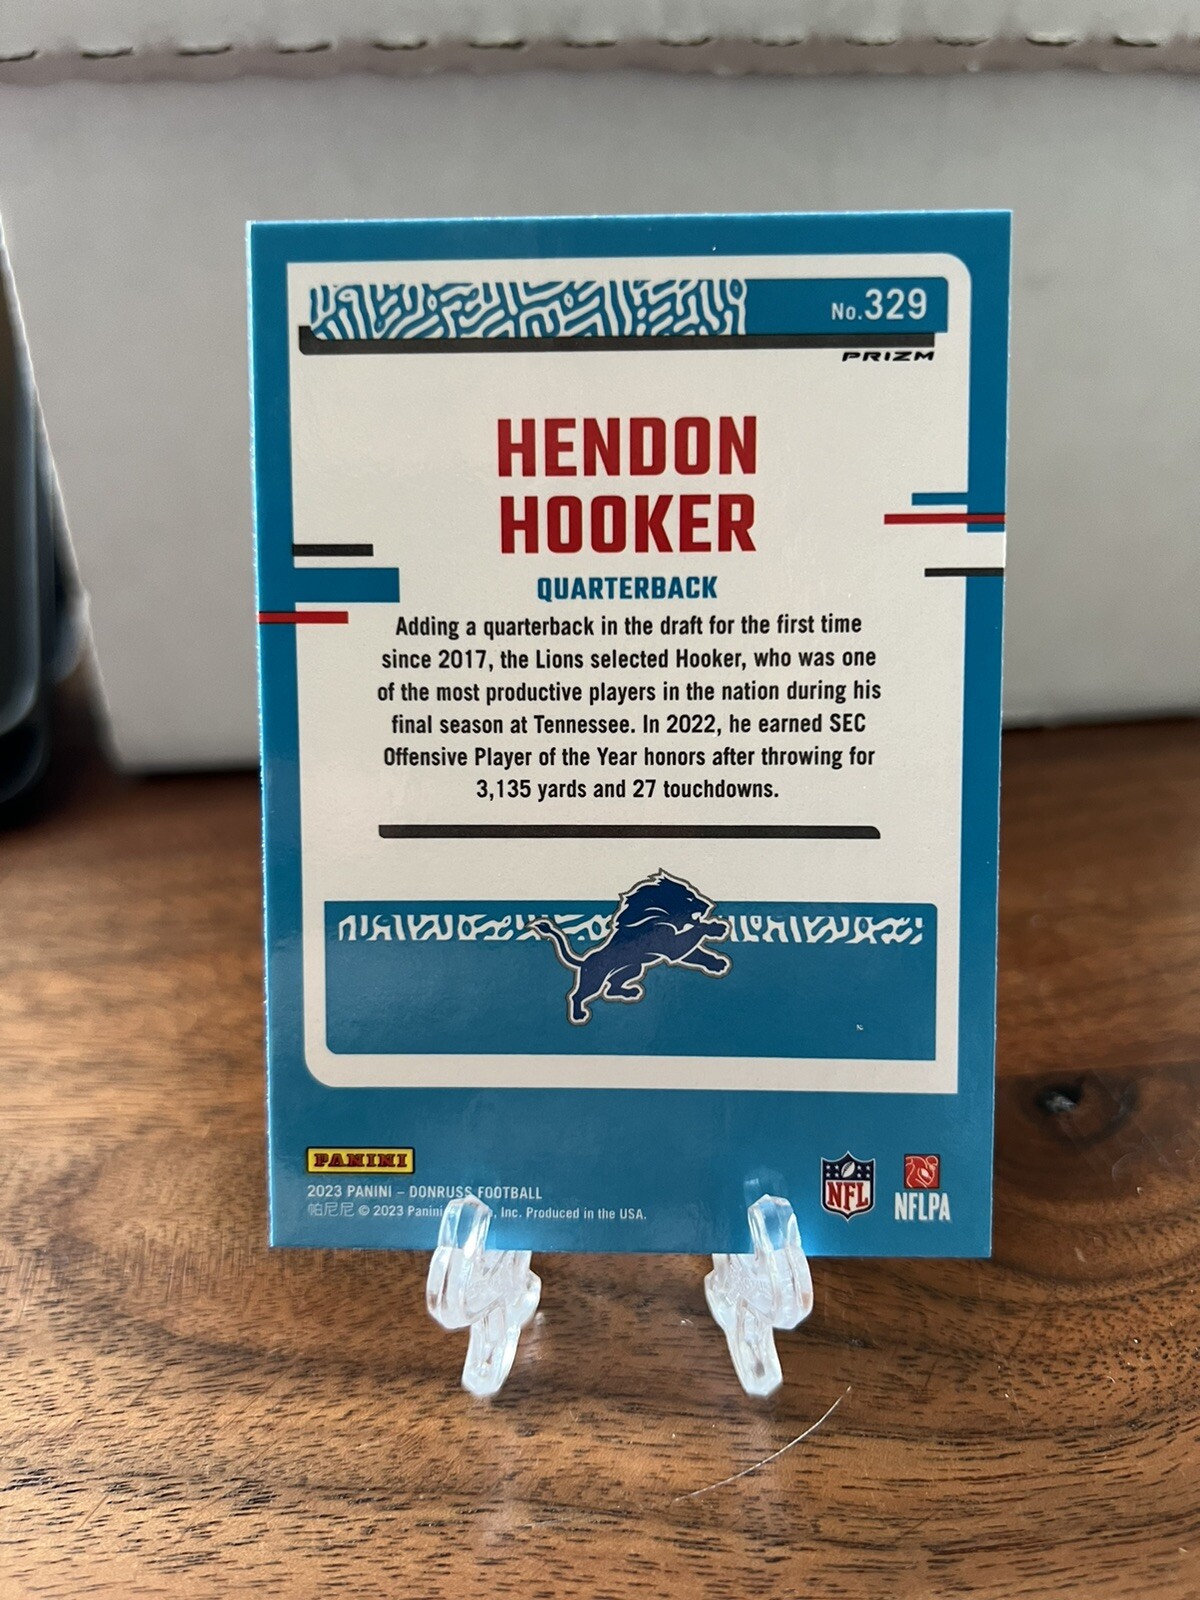 No.329
PRIZM
HENDON
HOOKER
QUARTERBACK
Adding a quarterback in the draft for the first time
since 2017, the Lions selected Hooker, who was one
of the most productive players in the nation during his
final season at Tennessee. In 2022, he earned SEC
Offensive Player of the Year honors after throwing for
3,135 yards and 27 touchdowns.
PANINI
2023 PANINI – DONRUSS FOOTBALL
帕尼尼 © 2023 Panini Inc. Produced in the USA.
NFL
NFLPA